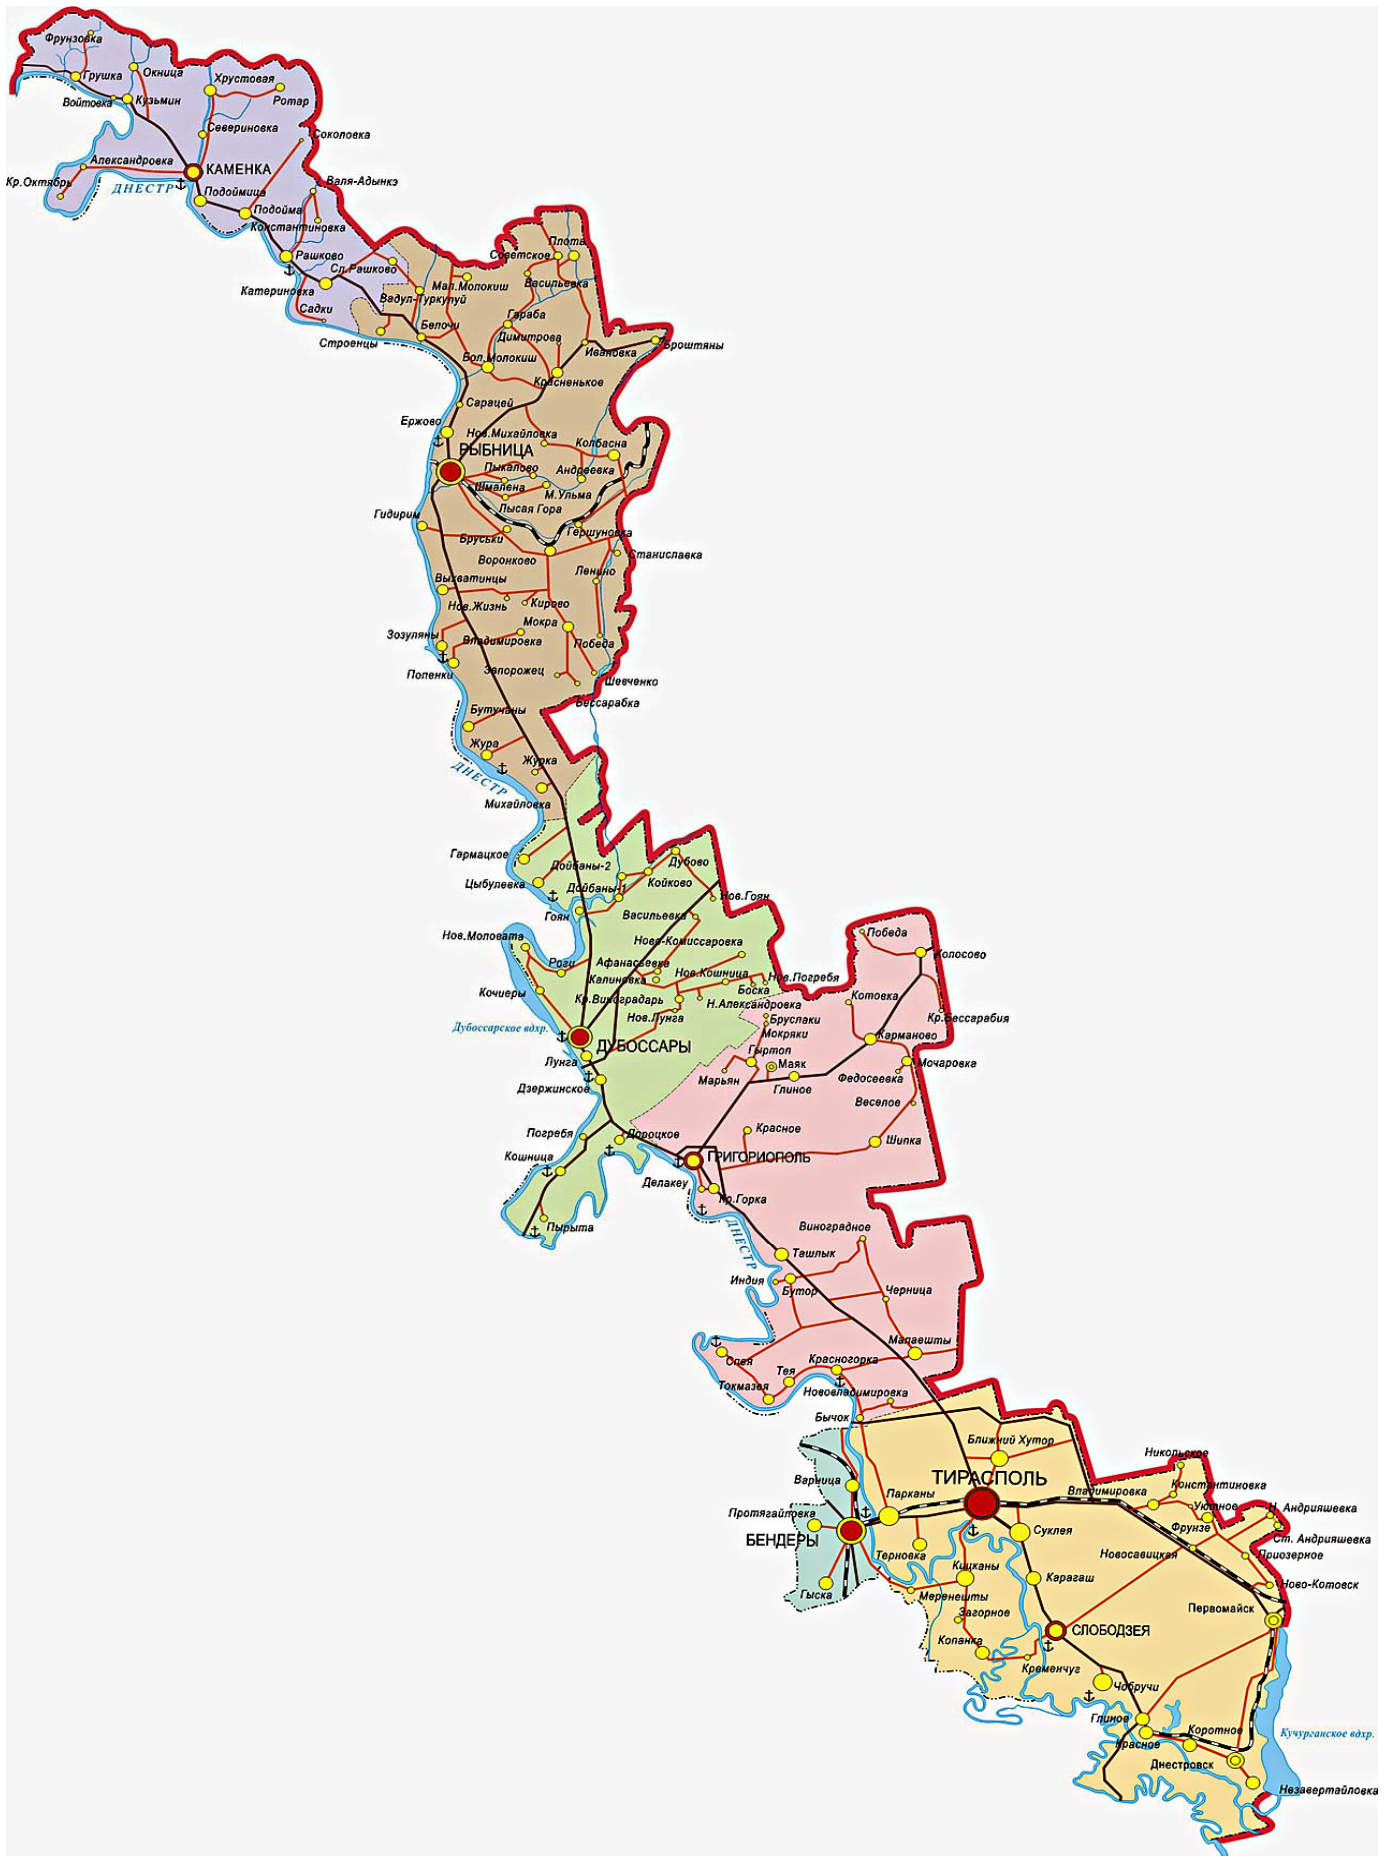 Фрунзовка
Грушка
Окница
Хрустовая
Ротар
Войтовка
Кузьмин
Севериновка
Соколовка
Александровка
КАМЕНКА
Кр.Октябрь
ДНЕСТР
Валя-Адынкэ
Подоймица
Подойма
Константиновка
Рашково
Сл.Рашково
Катериновка
Садки
Вадул-Туркулуй
Строенцы
Белочи
Плоть
Советское
Васильевка
Мал.Молокиш
Гараба
Димитрова
Ивановка
Броштяны
Бол.Молокиш
Красненькое
Сарацей
Ержово
Нов.Михайловка
Колбасна
РЫБНИЦА
Пыкалово
Андреевка
Шмалена
М.Ульма
Лысая Гора
Гидирим
Гершуновка
Бруськи
Воронково
Станиславка
Ленино
Выхватинцы
Нов.Жизнь
Кирово
Мокра
Зозуляны
Владимировка
Победа
Попенки
Запорожец
Шевченко
Бессарабка
Бутучаны
Жура
Журка
ДНЕСТР
Михайловка
Гармацкое
Дойбаны-2
Дубово
Цыбулевка
Дойбаны-1
Койково
Нов.Гоян
Гоян
Васильевка
Победа
Нов.Моловата
Ново-Комиссаровка
Колосово
Роги
Афанасьевка
Калиновка
Нов.Кошница
Нов.Погребя
Кочиеры
Кр.Виноградарь
Боска
Н.Александровка
Котовка
Нов.Лунга
Бруслаки
Кр.Бессарабия
Дубоссарское вдхр.
Мокряки
Карманово
ДУБОССАРЫ
Гыртоп
Лунга
Маяк
Мочаровка
Марьян
Глиное
Федосеевка
Дзержинское
Веселое
Погребя
Дороцкое
Красное
Шипка
Кошница
ГРИГОРИОПОЛЬ
Делакеу
Кр.Горка
Пырыта
ДНЕСТР
Виноградное
Ташлык
Индия
Бутор
Черница
Малаешты
Спея
Красногорка
Тея
Токмазея
Нововладимировка
Бычок
Ближний Хутор
Никольское
Варница
ТИРАСПОЛЬ
Константиновка
Парканы
Владимировка
Уютное
Н. Андрияшевка
Протягайловка
Фрунзе
Суклея
БЕНДЕРЫ
Ст. Андрияшевка
Терновка
Новосавицкая
Приозерное
Кицканы
Карагаш
Гыска
Меренешты
Ново-Котовск
Загорное
Первомайск
Копанка
СЛОБОДЗЕЯ
Кременчуг
Чобручи
Глиное
Красное
Коротное
Кучурганское вдхр.
Днестровск
Незавертайловка